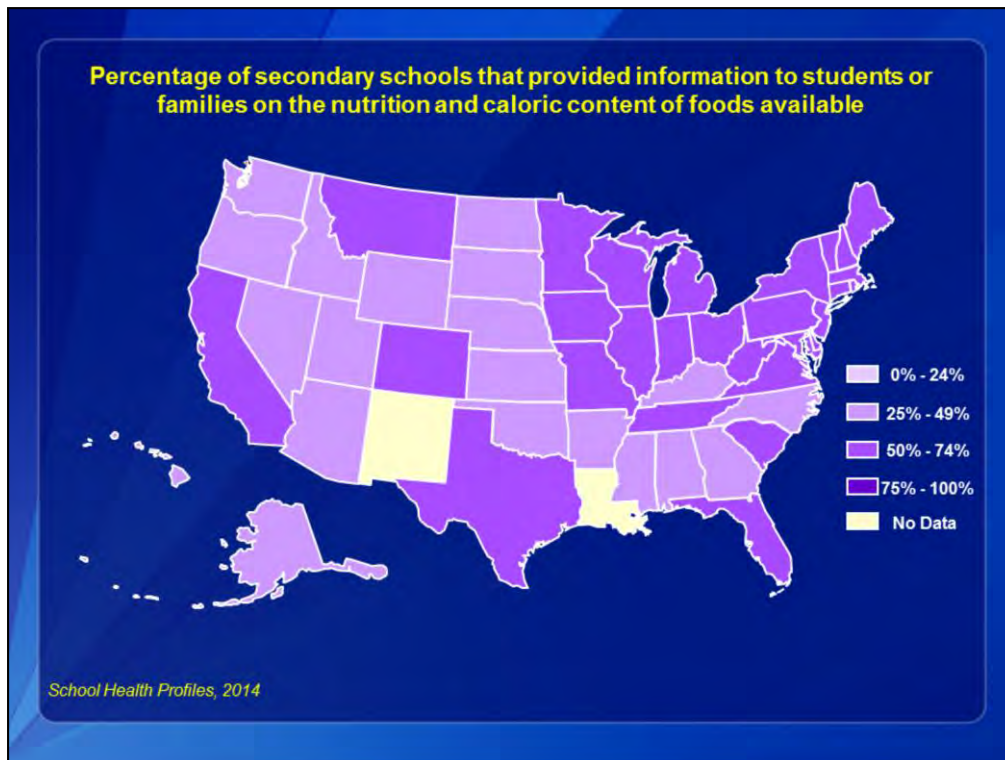 Percentage of secondary schools that provided information to students or
families on the nutrition and caloric content of foods available
0% - 24%
25% - 49%
50% - 74%
75% - 100%
No Data
School Health Profiles, 2014